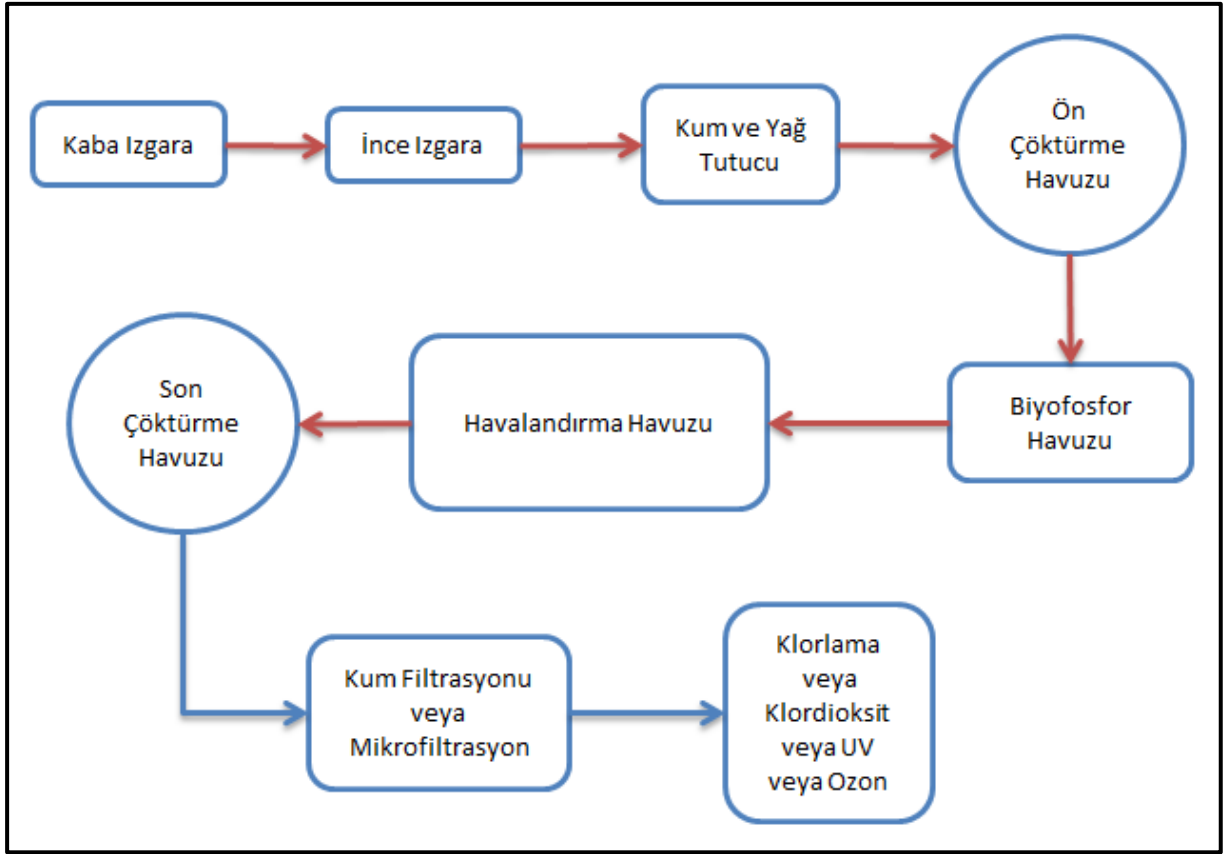 Kaba Izgara
İnce Izgara
Kum ve Yağ
Tutucu
Ön
Çöktürme
Havuzu
Biyofosfor
Havuzu
Havalandırma Havuzu
Son
Çöktürme
Havuzu
Kum Filtrasyonu
veya
Mikrofiltrasyon
Klorlama
veya
Klordioksit
veya UV
veya Ozon